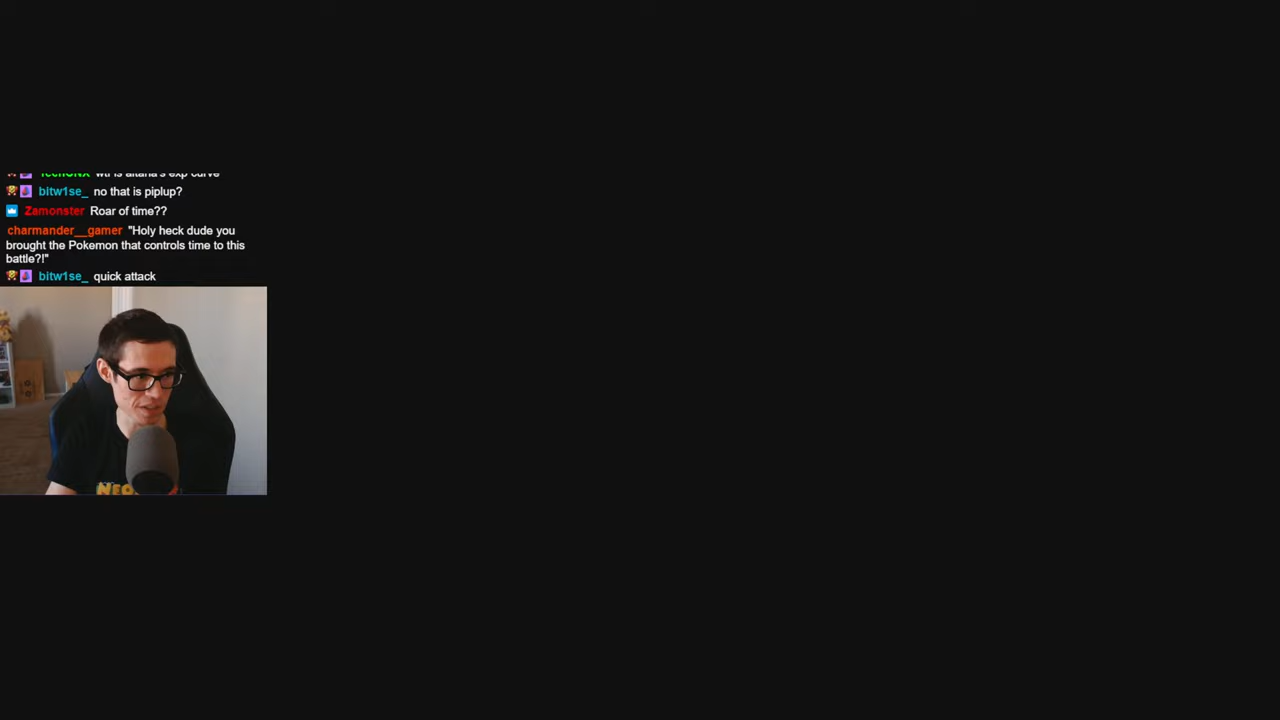 bitw1se_ no that is piplup?
Zamonster Roar of time??
charmander__gamer "Holy heck dude you
brought the Pokemon that controls time to this
battle?!"
bitw1se_ quick attack
NEO